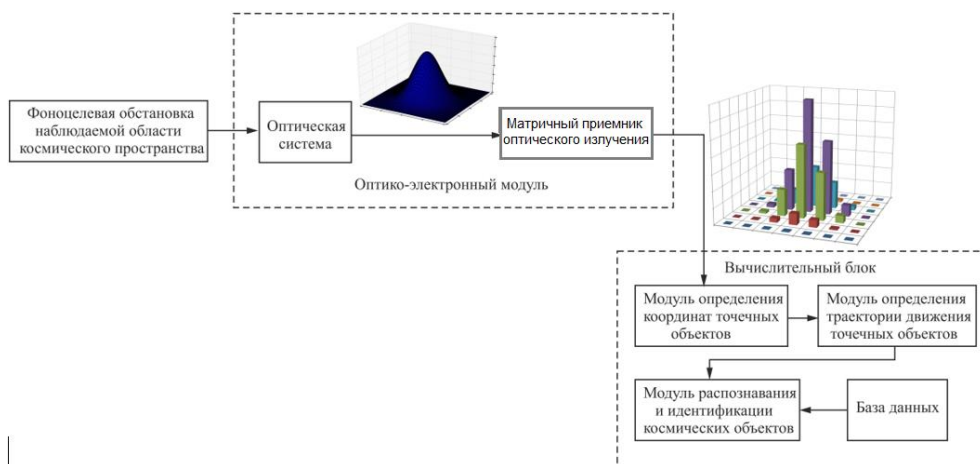 Фоноцелевая обстановка
наблюдаемой области
космического пространства
Оптическая
система
Матричный приемник
оптического излучения
Оптико-электронный модуль
Вычислительный блок
Модуль определения
координат точечных
объектов
Модуль определения
траектории движения
точечных объектов
Модуль распознавания
и идентификации
космических объектов
База данных